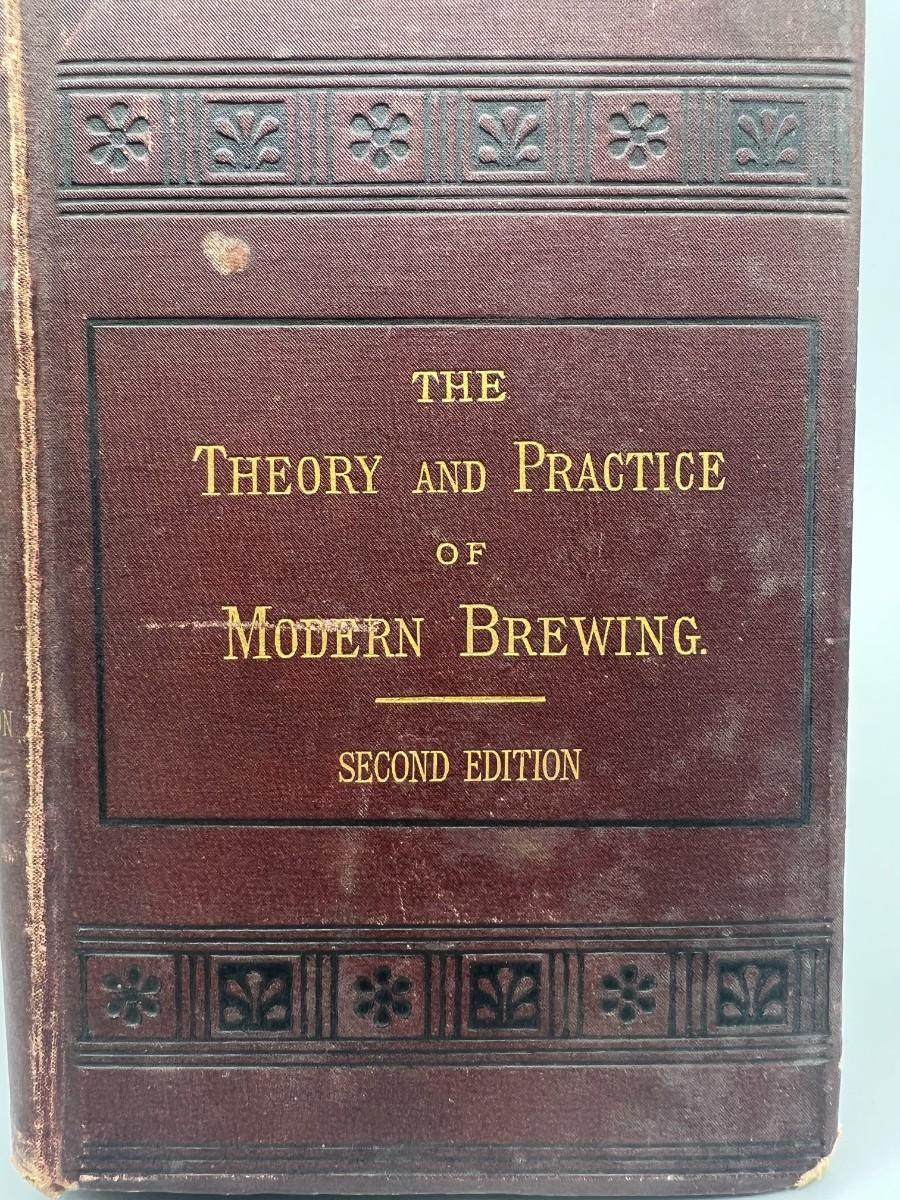 THE
THEORY AND PRACTICE
OF
MODERN BREWING.
SECOND EDITION